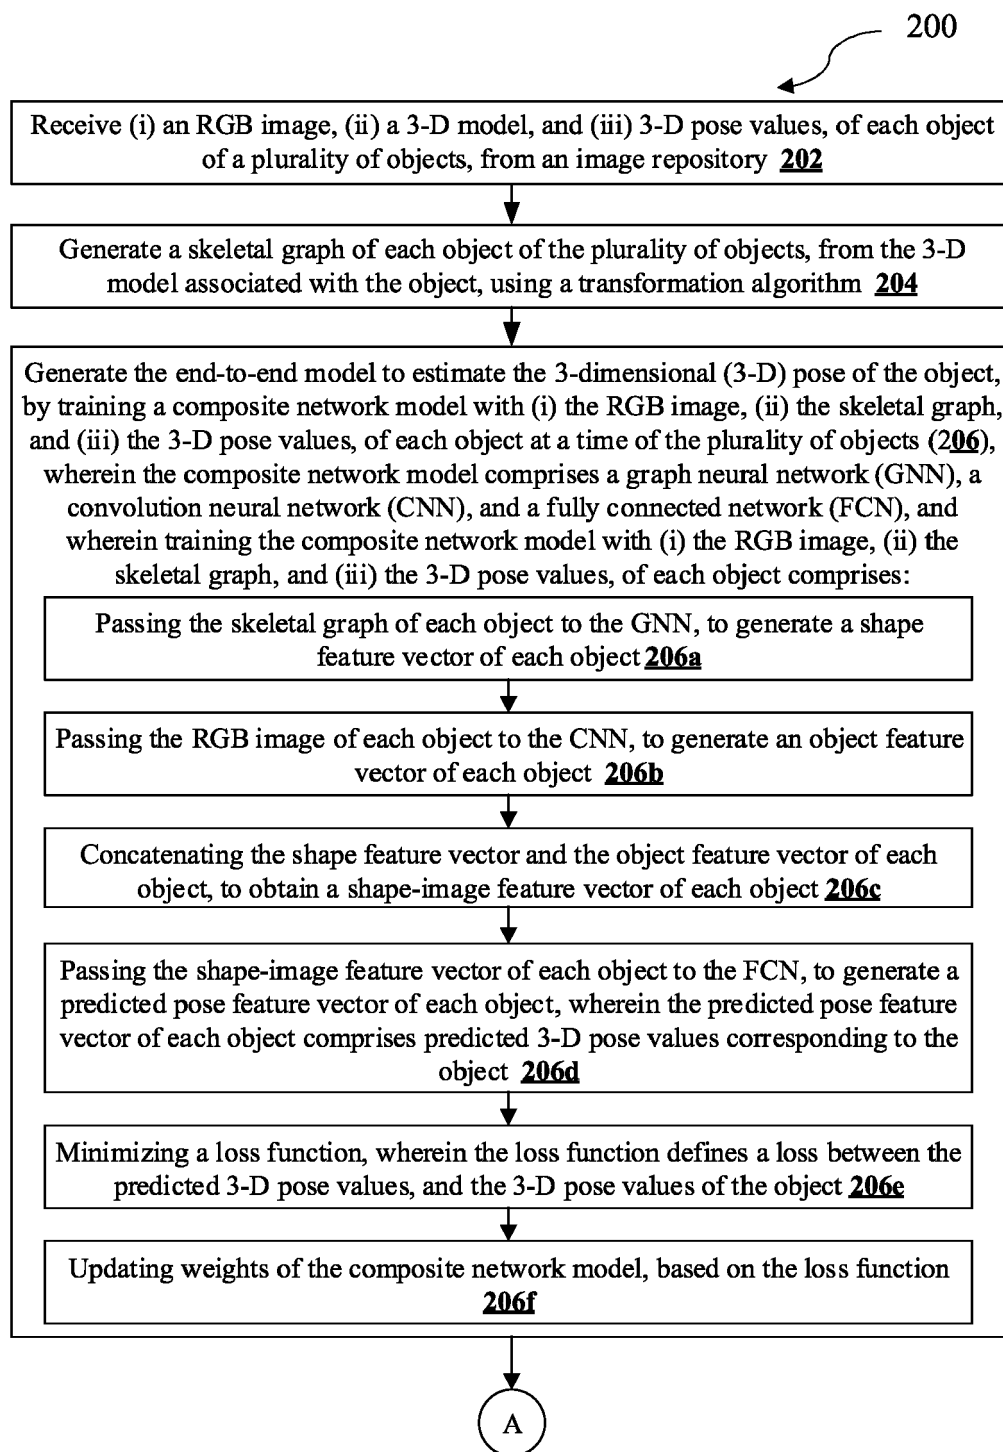 200
Receive (i) an RGB image, (ii) a 3-D model, and (iii) 3-D pose values, of each object
of a plurality of objects, from an image repository 202
Generate a skeletal graph of each object of the plurality of objects, from the 3-D
model associated with the object, using a transformation algorithm 204
Generate the end-to-end model to estimate the 3-dimensional (3-D) pose of the object,
by training a composite network model with (i) the RGB image, (ii) the skeletal graph,
and (iii) the 3-D pose values, of each object at a time of the plurality of objects (206),
wherein the composite network model comprises a graph neural network (GNN), a
convolution neural network (CNN), and a fully connected network (FCN), and
wherein training the composite network model with (i) the RGB image, (ii) the
skeletal graph, and (iii) the 3-D pose values, of each object comprises:
Passing the skeletal graph of each object to the GNN, to generate a shape
feature vector of each object 206a
Passing the RGB image of each object to the CNN, to generate an object feature
vector of each object 206b
Concatenating the shape feature vector and the object feature vector of each
object, to obtain a shape-image feature vector of each object 206c
Passing the shape-image feature vector of each object to the FCN, to generate a
predicted pose feature vector of each object, wherein the predicted pose feature
vector of each object comprises predicted 3-D pose values corresponding to the
object 206d
Minimizing a loss function, wherein the loss function defines a loss between the
predicted 3-D pose values, and the 3-D pose values of the object 206e
Updating weights of the composite network model, based on the loss function
206f
A